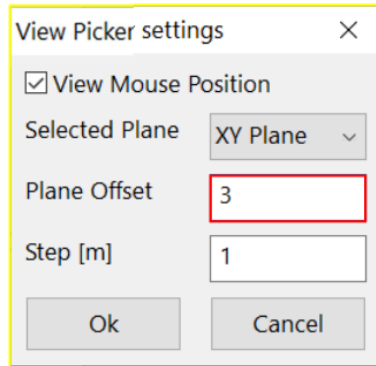 View Picker settings
View Mouse Position
Selected Plane XY Plane
Plane Offset 3
Step [m] 1
Ok Cancel